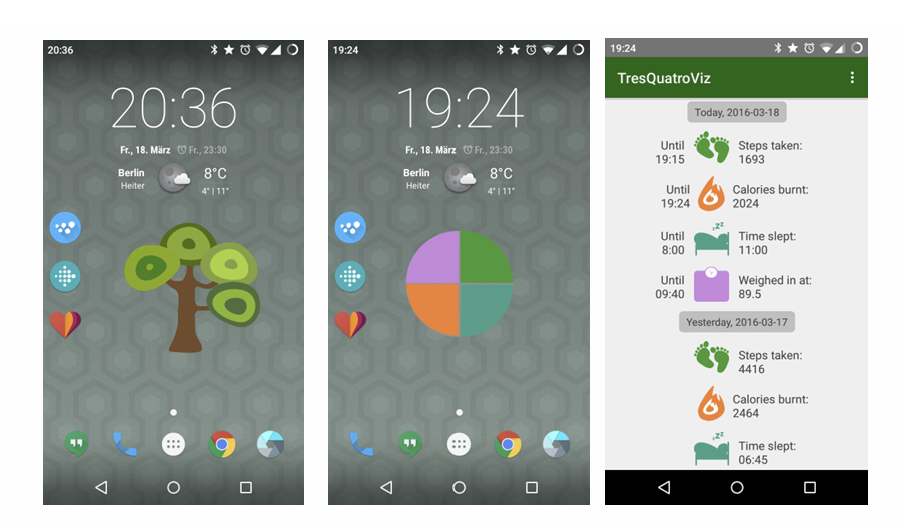 20:36
20:36
Fr., 18. März Fr., 23:30
Berlin 8°C
Heiter 4° | 11°
19:24
19:24
Fr., 18. März Fr., 23:30
Berlin 8°C
Heiter 4° | 11°
19:24
TresQuatroViz
Today, 2016-03-18
Until Steps taken:
19:15 1693
Until Calories burnt:
19:24 2024
Until Time slept:
8:00 11:00
Until Weighed in at:
09:40 89.5
Yesterday, 2016-03-17
Steps taken:
4416
Calories burnt:
2464
Time slept:
06:45